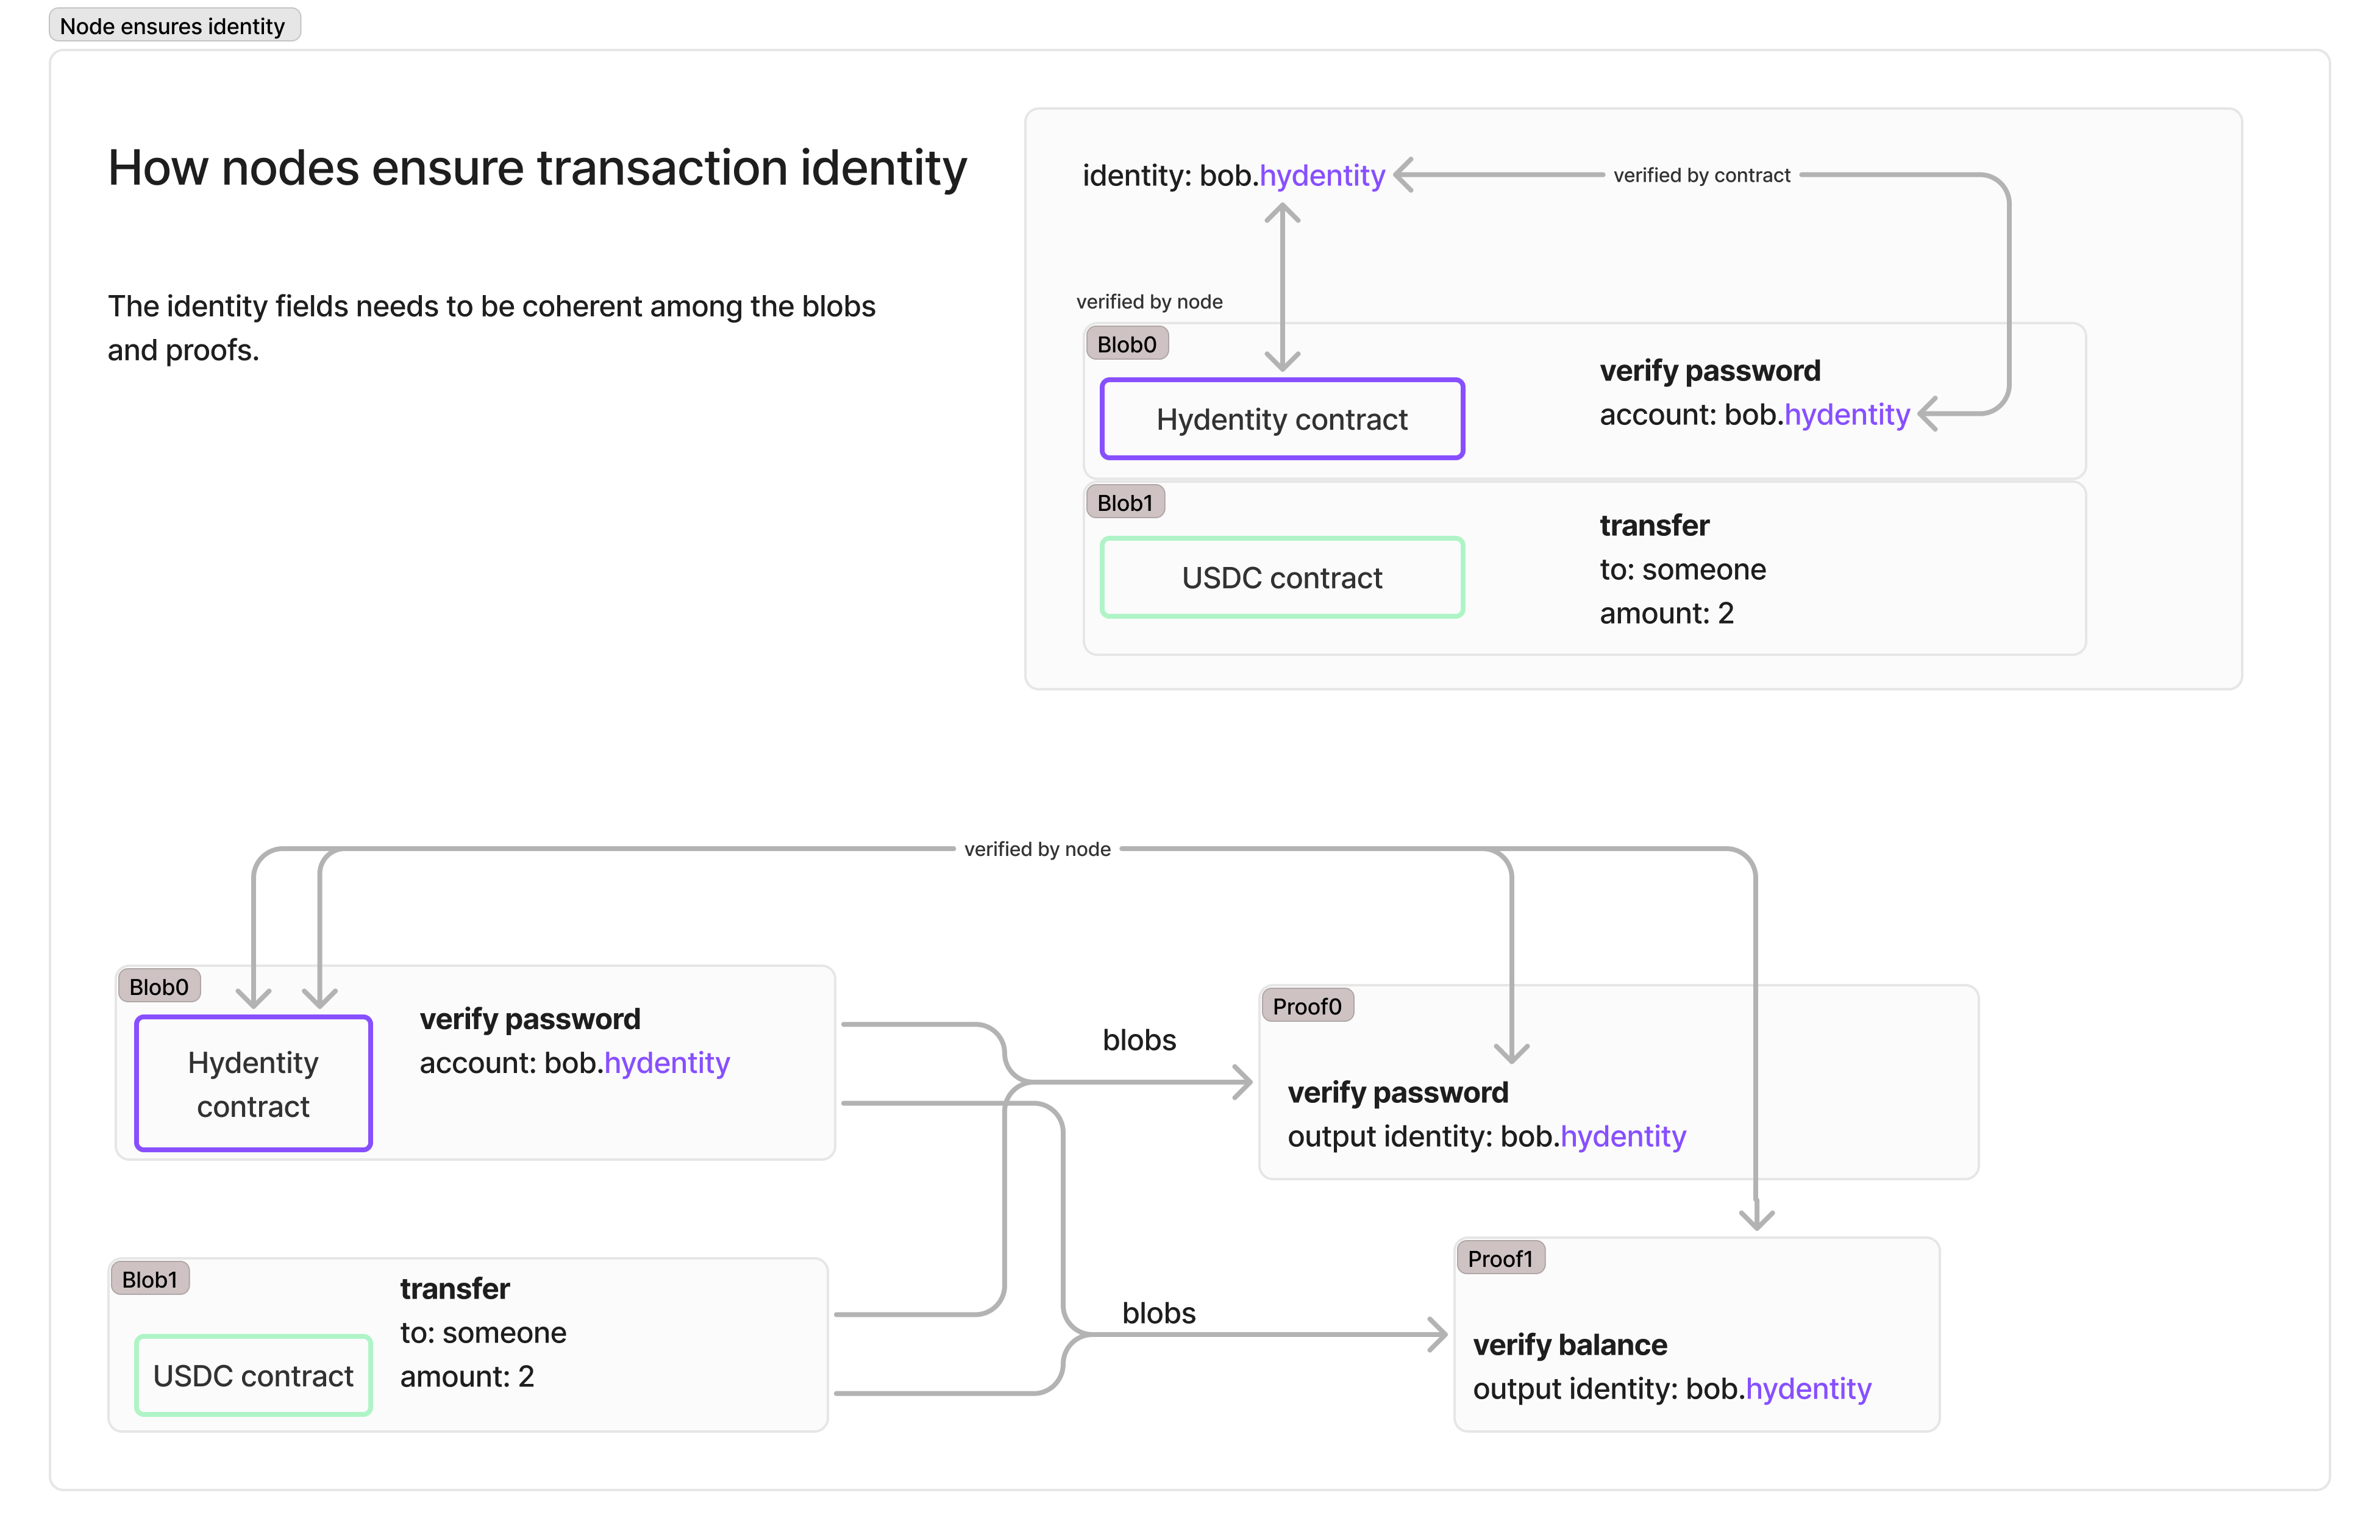 Node ensures identity
How nodes ensure transaction identity
The identity fields needs to be coherent among the blobs
and proofs.
identity: bob.hydentity
verified by contract
verified by node
Blob0
Hydentity contract
verify password
account: bob.hydentity
Blob1
USDC contract
transfer
to: someone
amount: 2
verified by node
Blob0
Hydentity
contract
verify password
account: bob.hydentity
blobs
Proof0
verify password
output identity: bob.hydentity
Blob1
USDC contract
transfer
to: someone
amount: 2
blobs
Proof1
verify balance
output identity: bob.hydentity